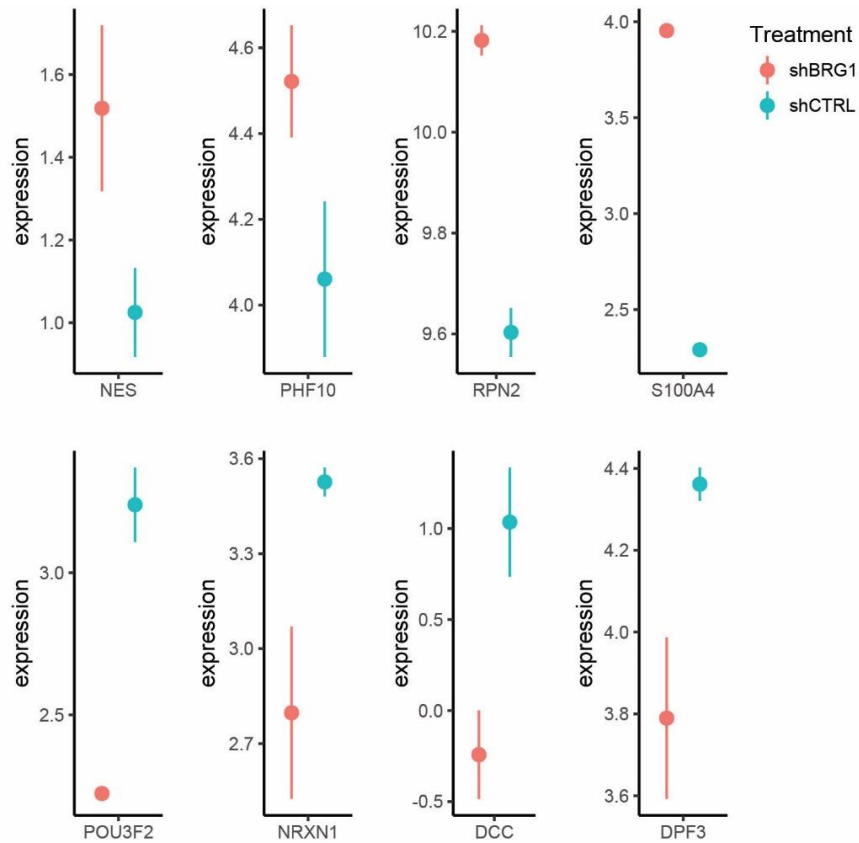 Treatment
shBRG1
shCTRL
expression
1.6
1.4
1.2
1.0
NES
expression
4.6
4.4
4.2
4.0
PHF10
expression
10.2
10.0
9.8
9.6
RPN2
expression
4.0
3.5
3.0
2.5
S100A4
expression
3.0
2.5
POU3F2
expression
3.6
3.3
3.0
2.7
NRXN1
expression
1.0
0.5
0.0
-0.5
DCC
expression
4.4
4.2
4.0
3.8
3.6
DPF3